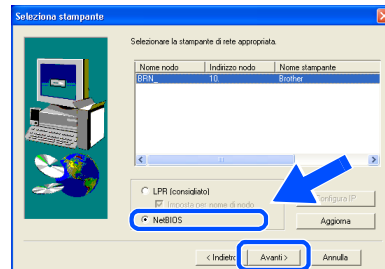 Seleziona stampante
Selezionare la stampante di rete appropriata.
Nome nodo Indirizzo nodo Nome stampante
BRN_ 10. Brother
LPR (consigliato)
Imposta per nome di nodo
Configura IP
NetBIOS
Aggiorna
< Indietro Avanti > Annulla